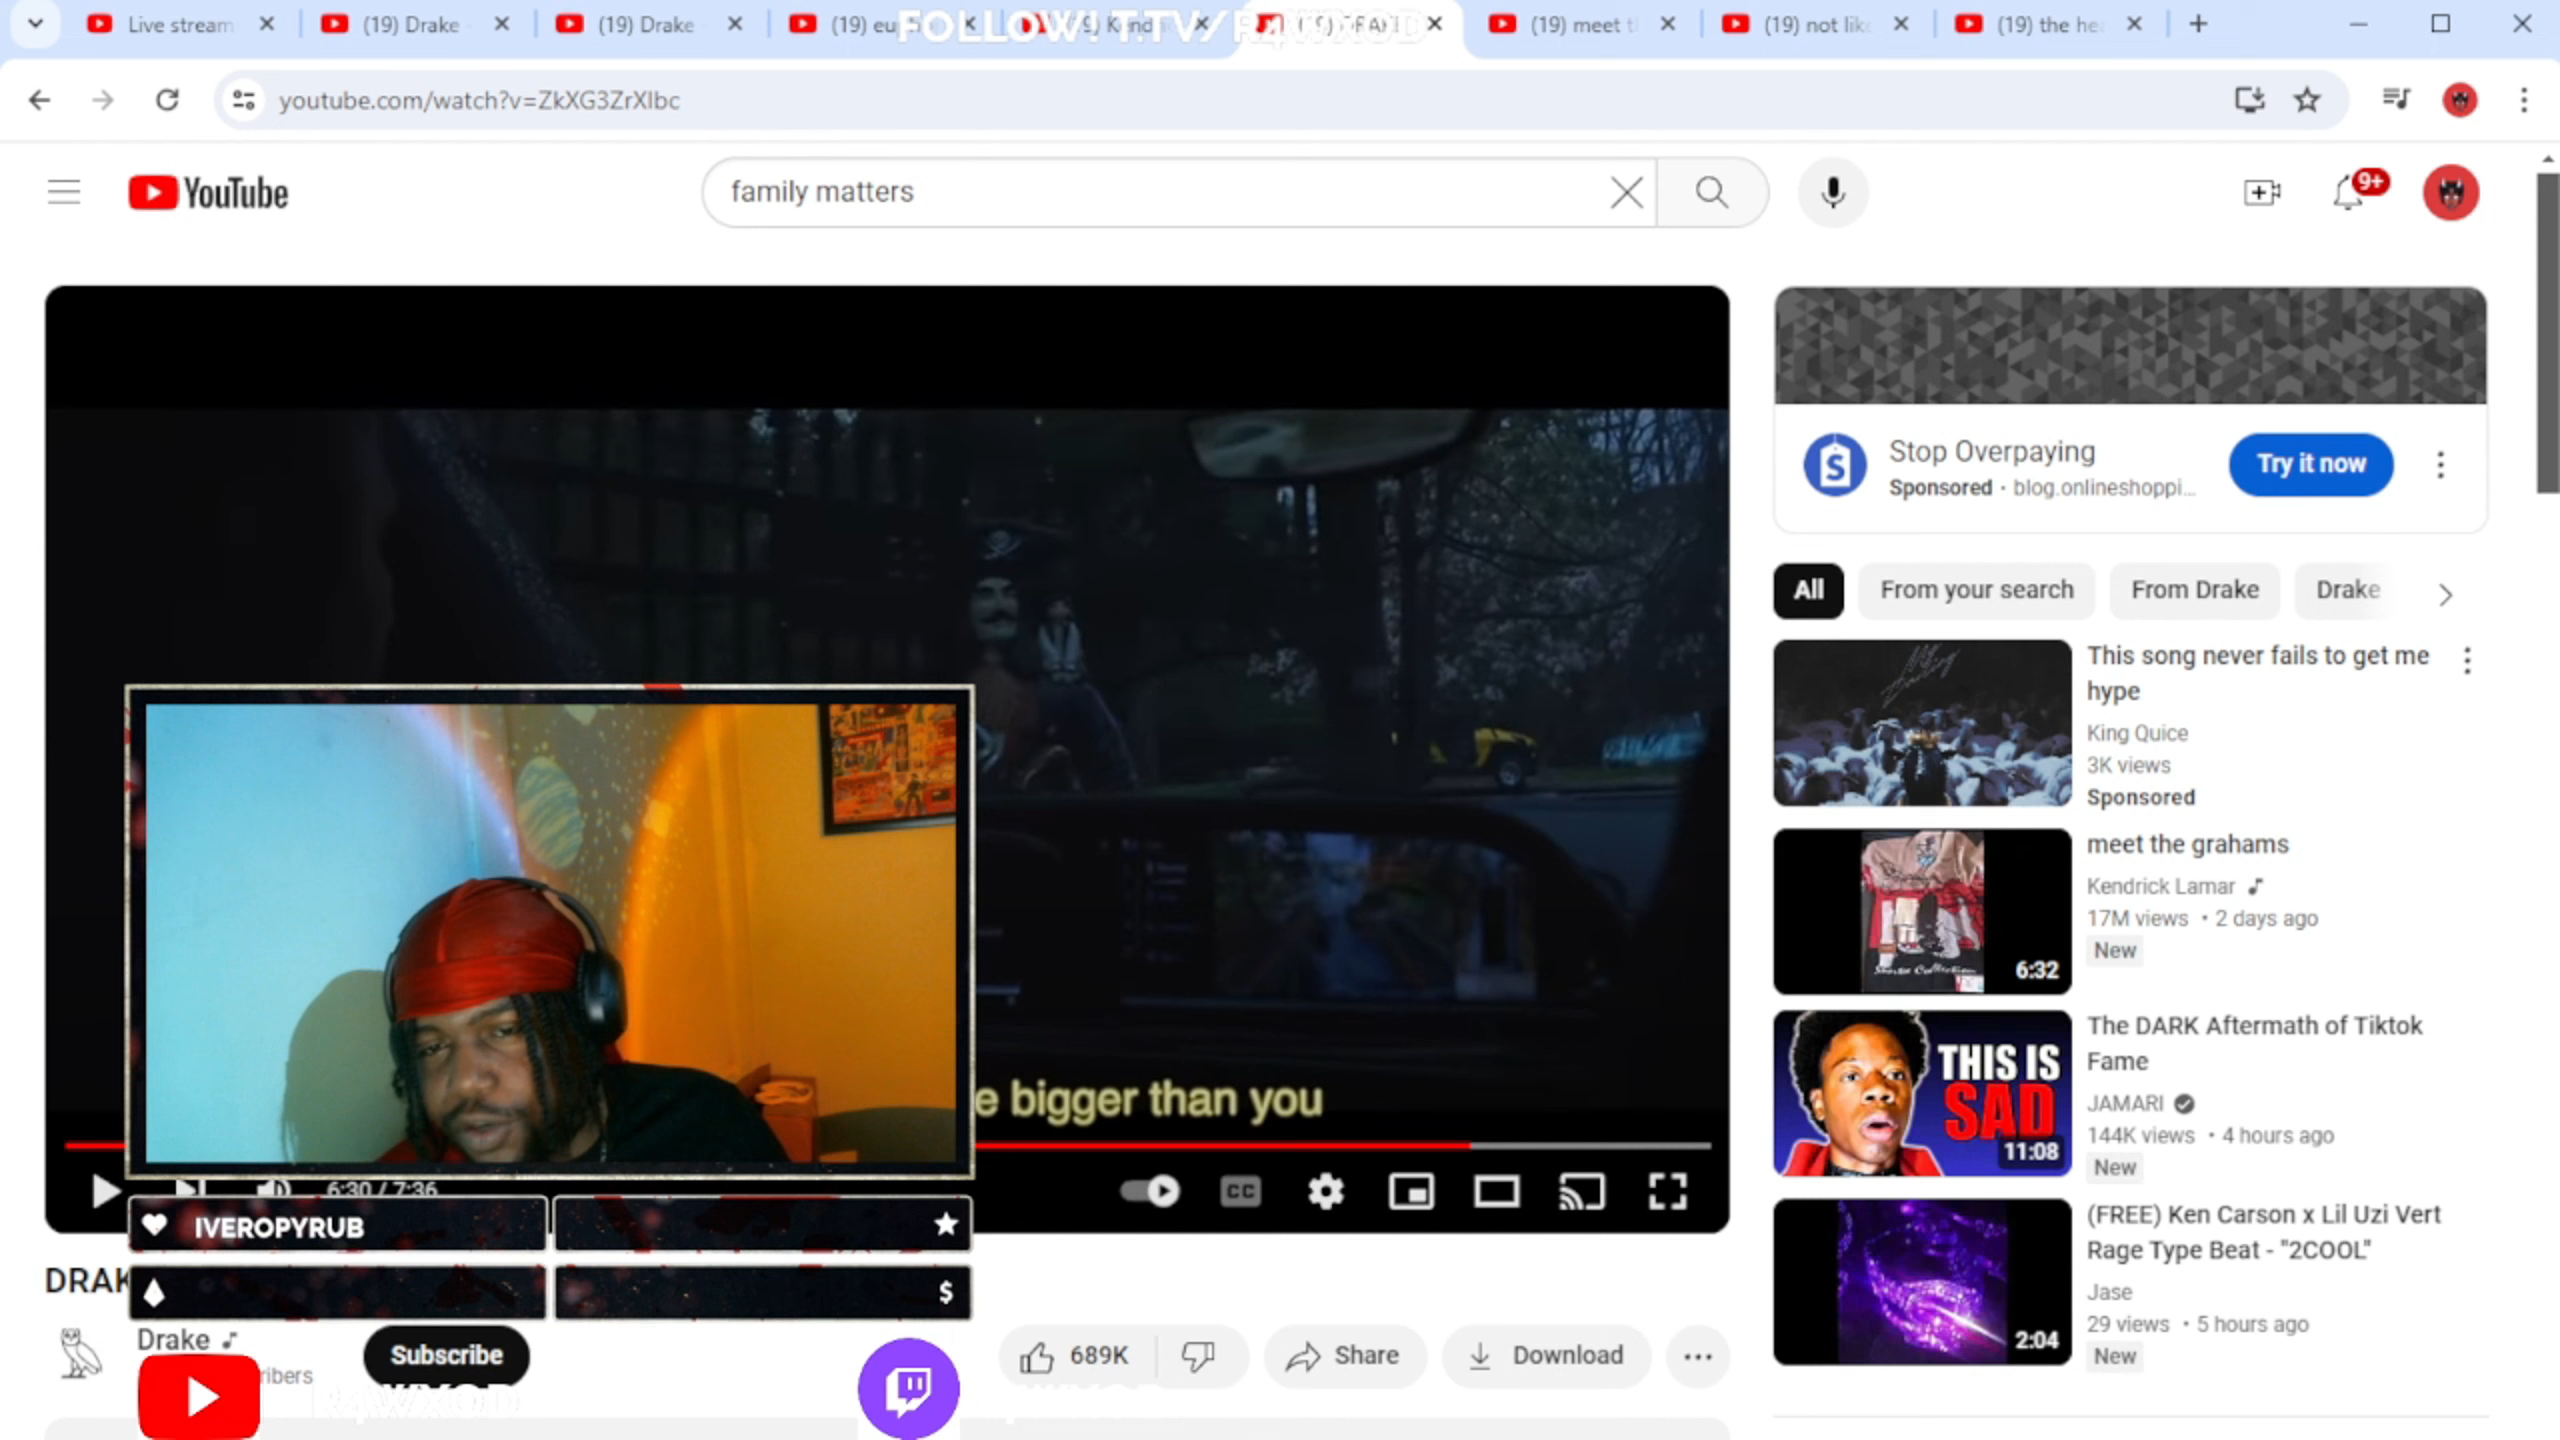 Live stream
(19) Drake
(19) Drake
(19) meet t
(19) not lik
(19) the he
FOLLOW! T.TV/R4WXOD
youtube.com/watch?v=ZkXG3ZrXIbc
YouTube
family matters
9+
Stop Overpaying
Sponsored · blog.onlineshoppi...
Try it now
All
From your search
From Drake
Drake
This song never fails to get me
hype
King Quice
3K views
Sponsored
meet the grahams
Kendrick Lamar
17M views • 2 days ago
New
6:32
The DARK Aftermath of Tiktok
Fame
JAMARI
144K views • 4 hours ago
New
THIS IS
SAD
11:08
(FREE) Ken Carson x Lil Uzi Vert
Rage Type Beat - "2COOL"
Jase
29 views • 5 hours ago
New
2:04
e bigger than you
6:30 / 7:36
CC
IVEROPYRUB
$
DRAK
Drake
ribers
Subscribe
689K
Share
Download
R4WXOD